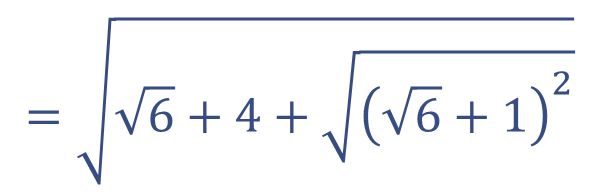 = √(√6 + 4 + √((√6 + 1)²))